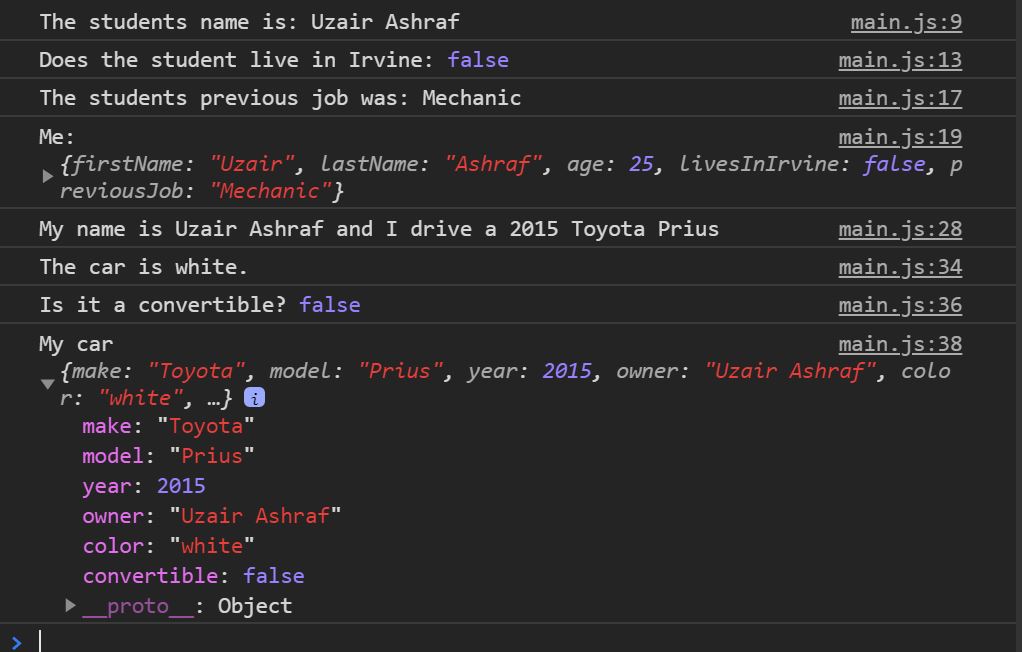 The students name is: Uzair Ashraf main.js:9
Does the student live in Irvine: false main.js:13
The students previous job was: Mechanic main.js:17
Me: main.js:19
▶ {firstName: "Uzair", lastName: "Ashraf", age: 25, livesInIrvine: false, p
reviousJob: "Mechanic"}
My name is Uzair Ashraf and I drive a 2015 Toyota Prius main.js:28
The car is white. main.js:34
Is it a convertible? false main.js:36
My car main.js:38
▼ {make: "Toyota", model: "Prius", year: 2015, owner: "Uzair Ashraf", colo
r: "white", …} i
make: "Toyota"
model: "Prius"
year: 2015
owner: "Uzair Ashraf"
color: "white"
convertible: false
▶ __proto__: Object
>